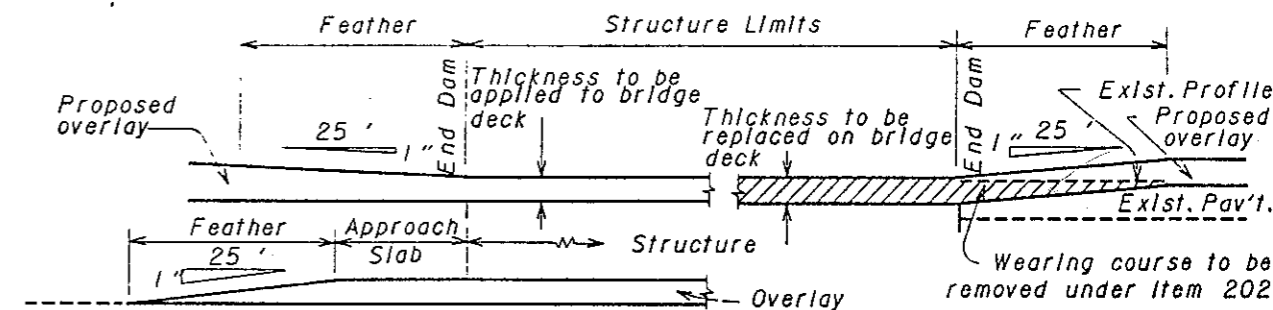 Feather
Structure Limits
Feather
End Dam
Thickness to be
applied to bridge
deck
Thickness to be
replaced on bridge
deck
End Dam
Exist. Profile
Proposed
overlay
Proposed
overlay
25 '
1 "
25 '
1 "
Exist. Pav't.
Feather
Approach
Slab
Structure
25 '
1 "
Overlay
Wearing course to be
removed under Item 202